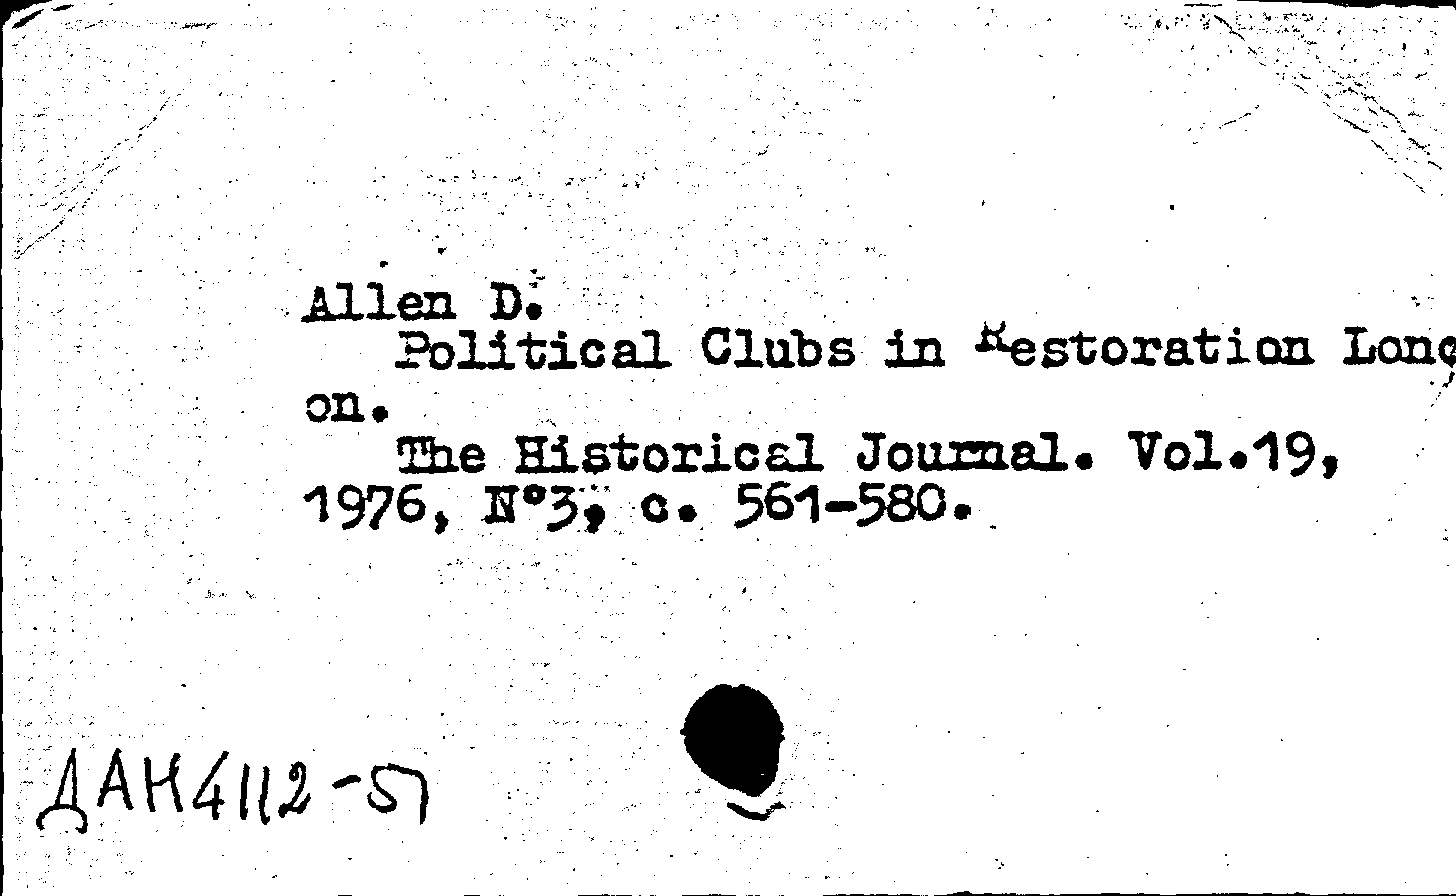 Allen D.
Political Clubs in Restoration Lond
on.
The Historical Journal. Vol.19,
1976, N°3, c. 561-580.
ДАН4112-57